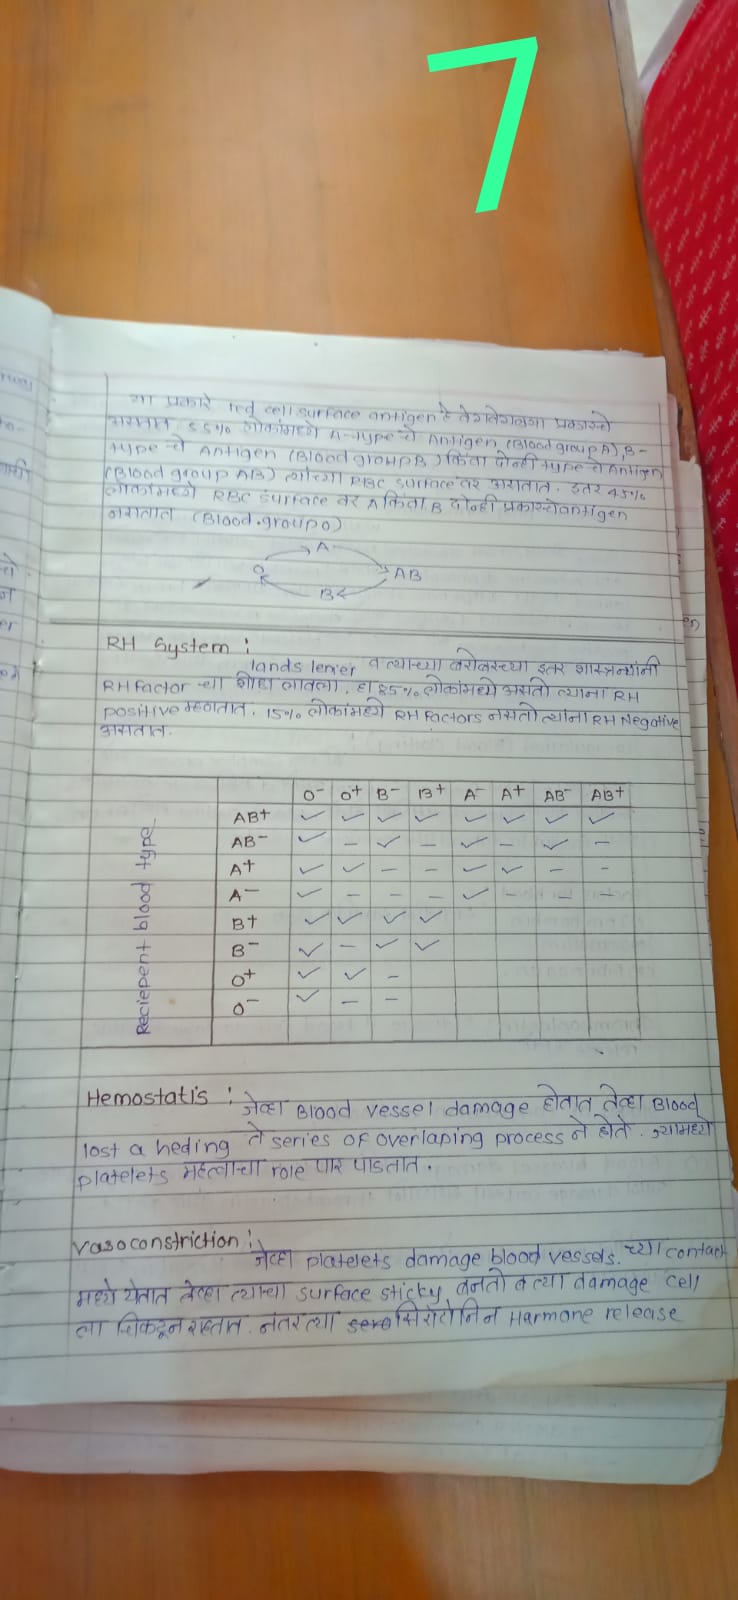 7
या प्रकारे red cell surface antigen हे वेगवेगळ्या प्रकारचे
असतात. 55% लोकांमध्ये A-type चे Antigen (Blood group A), B-
type चे Antigen (Blood group B) किंवा दोन्ही type चे Antigen
(Blood group AB) त्यांच्या RBC surface वर असतात. इतर 45%
लोकांमध्ये RBC surface वर A किंवा B दोन्ही प्रकारचे antigen
नसतात (Blood.group O)
A
O AB
B
RH System :
lands tenier व त्याच्या बरोबरच्या इतर शास्त्रज्ञांनी
RH factor चा शोध लावला. हा 85% लोकांमध्ये असतो त्यांना RH
positive म्हणतात. 15% लोकांमध्ये RH Factors नसतो त्यांना RH Negative
असतात.
O- O+ B- B+ A- A+ AB- AB+
Reciepent blood type
AB+ ✓ ✓ ✓ ✓ ✓ ✓ ✓ ✓
AB- ✓ - ✓ - ✓ - ✓ -
A+ ✓ ✓ - - ✓ ✓ - -
A- ✓ - - - ✓ - - -
B+ ✓ ✓ ✓ ✓
B- ✓ - ✓ ✓
O+ ✓ ✓ -
O- ✓ - -
Hemostatis :
जेव्हा Blood vessel damage होतात तेव्हा Blood
lost a heding ते series of overlaping process ने होते. ज्यामध्ये
platelets महत्वाचा role पार पाडतात.
vasoconstriction :
जेव्हा platelets damage blood vessels. च्या contact
मध्ये येतात तेव्हा त्याचा surface sticky बनतो व त्या damage cell
ला चिकटून राहतात. नंतर त्या सिरोटोनिन Harmone release